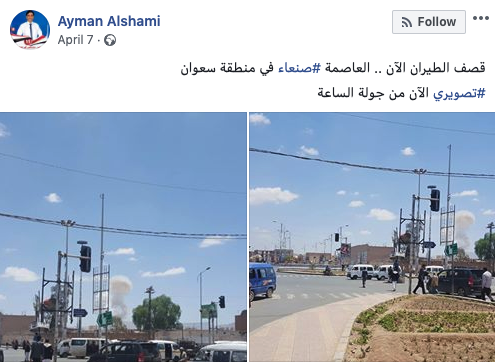 Ayman Alshami
April 7 ·
Follow
قصف الطيران الآن .. العاصمة #صنعاء في منطقة سعوان
#تصويري الآن من جولة الساعة